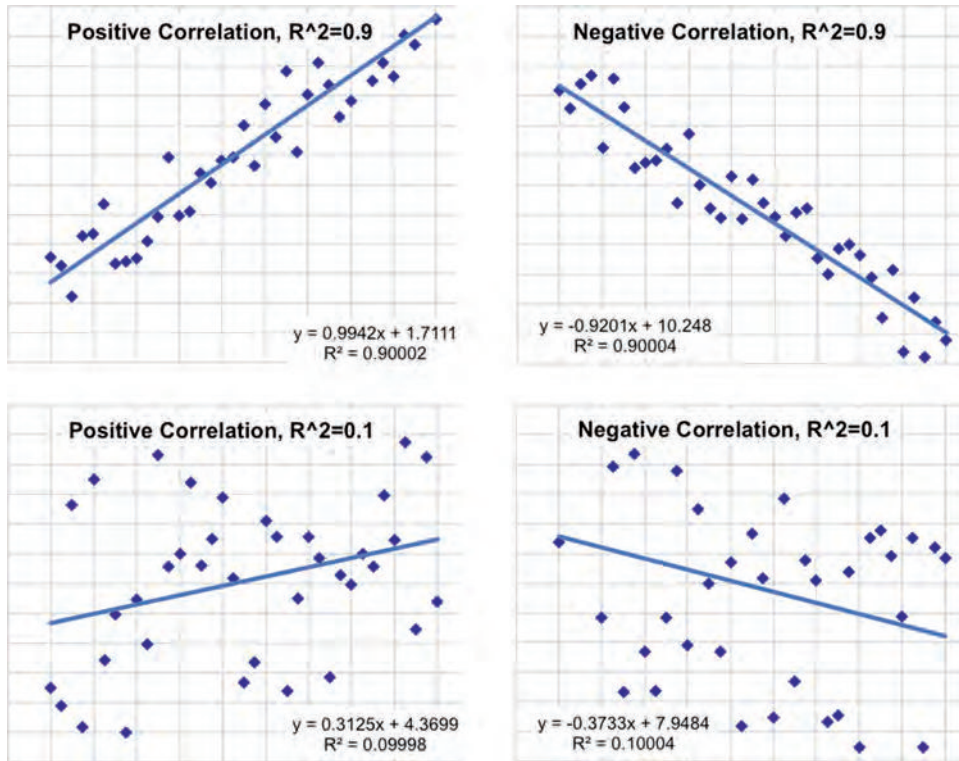 Positive Correlation, R^2=0.9
y = 0.9942x + 1.7111
R² = 0.90002
Negative Correlation, R^2=0.9
y = -0.9201x + 10.248
R² = 0.90004
Positive Correlation, R^2=0.1
y = 0.3125x + 4.3699
R² = 0.09998
Negative Correlation, R^2=0.1
y = -0.3733x + 7.9484
R² = 0.10004